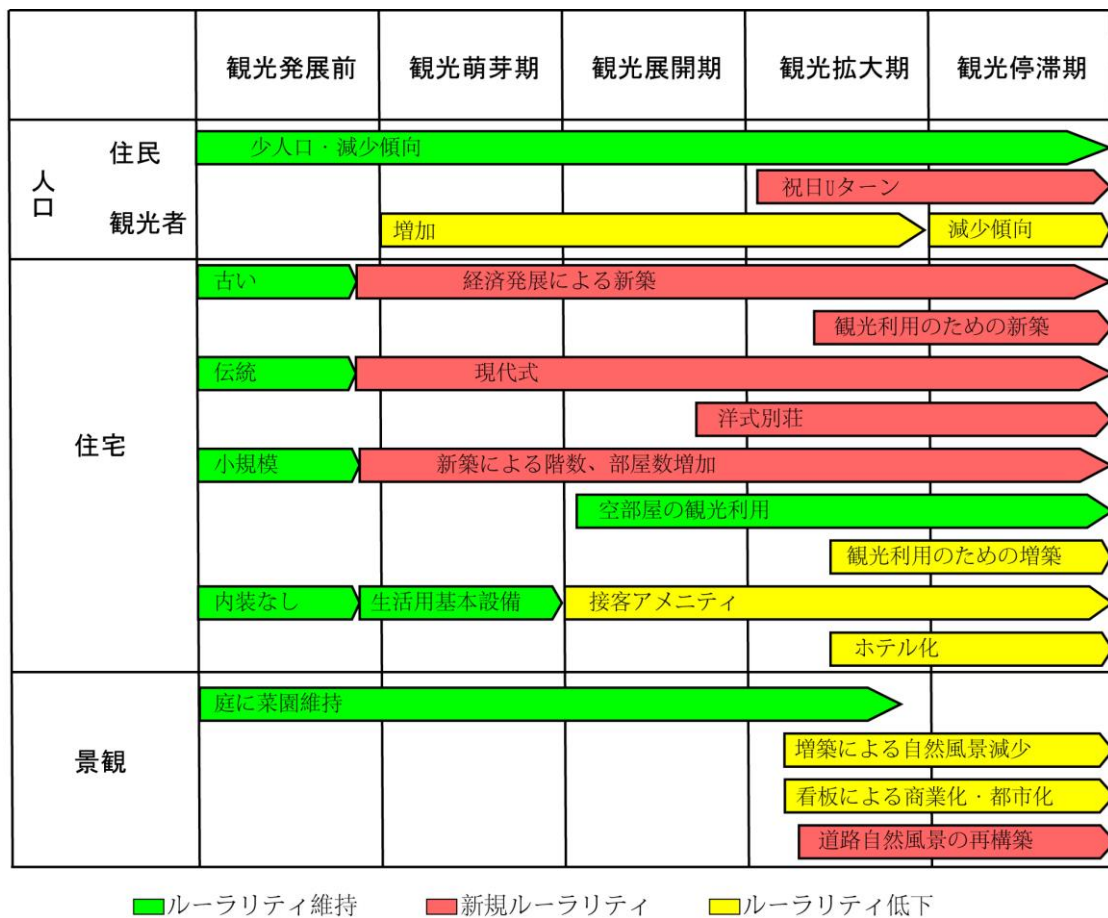 観光発展前 観光萌芽期 観光展開期 観光拡大期 観光停滞期
人口
住民
少人口・減少傾向
祝日Uターン
観光者
増加 減少傾向
住宅
古い 経済発展による新築
観光利用のための新築
伝統 現代式
洋式別荘
小規模 新築による階数、部屋数増加
空部屋の観光利用
観光利用のための増築
内装なし 生活用基本設備 接客アメニティ
ホテル化
景観
庭に菜園維持
増築による自然風景減少
看板による商業化・都市化
道路自然風景の再構築
ルーラリティ維持 新規ルーラリティ ルーラリティ低下